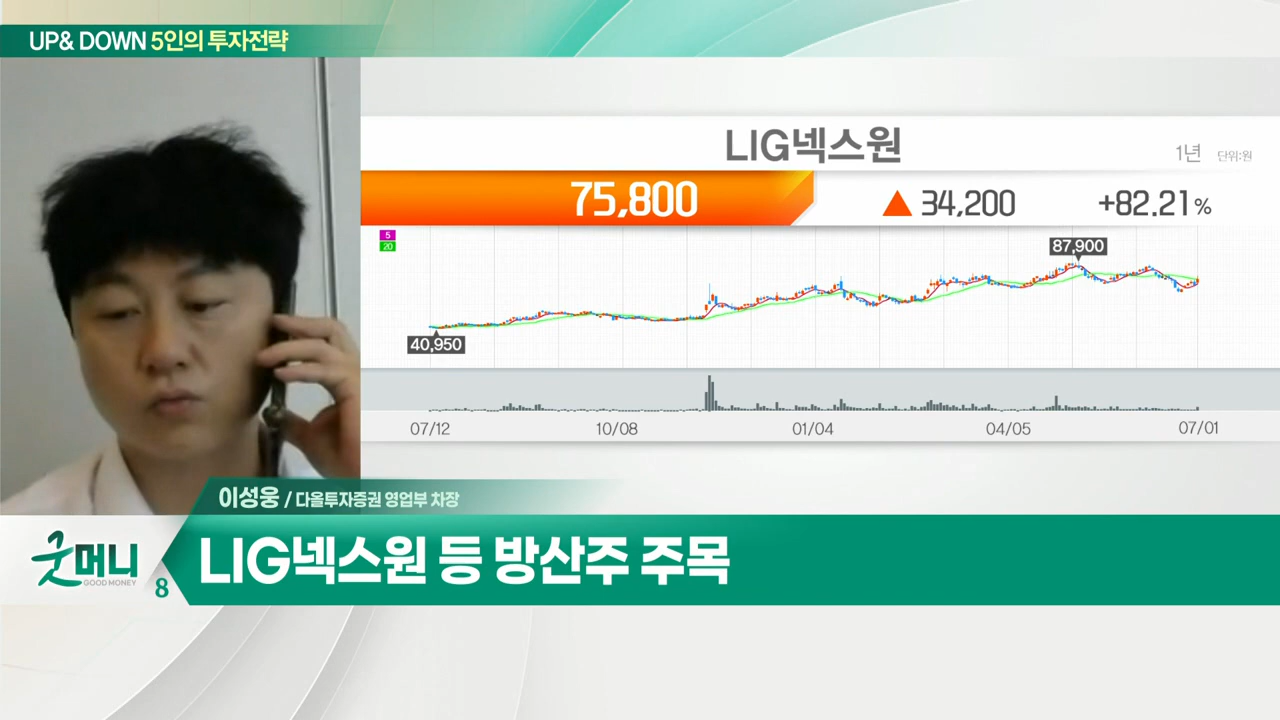 UP& DOWN 5인의 투자전략
LIG넥스원
1년 단위:원
75,800 ▲ 34,200 +82.21%
5
20
87,900
40,950
07/12 10/08 01/04 04/05 07/01
이성웅 / 다올투자증권 영업부 차장
굿머니
GOOD MONEY
8
LIG넥스원 등 방산주 주목